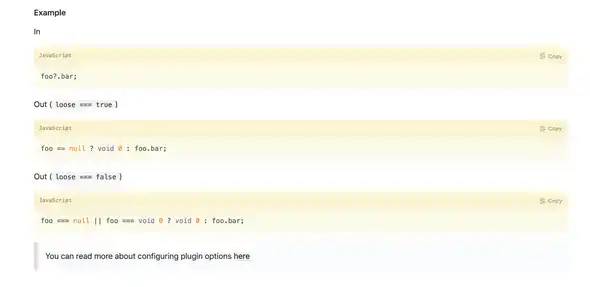 Example
In
JavaScript Copy
foo?.bar;
Out ( loose === true )
JavaScript Copy
foo == null ? void 0 : foo.bar;
Out ( loose === false )
JavaScript Copy
foo === null || foo === void 0 ? void 0 : foo.bar;
You can read more about configuring plugin options here